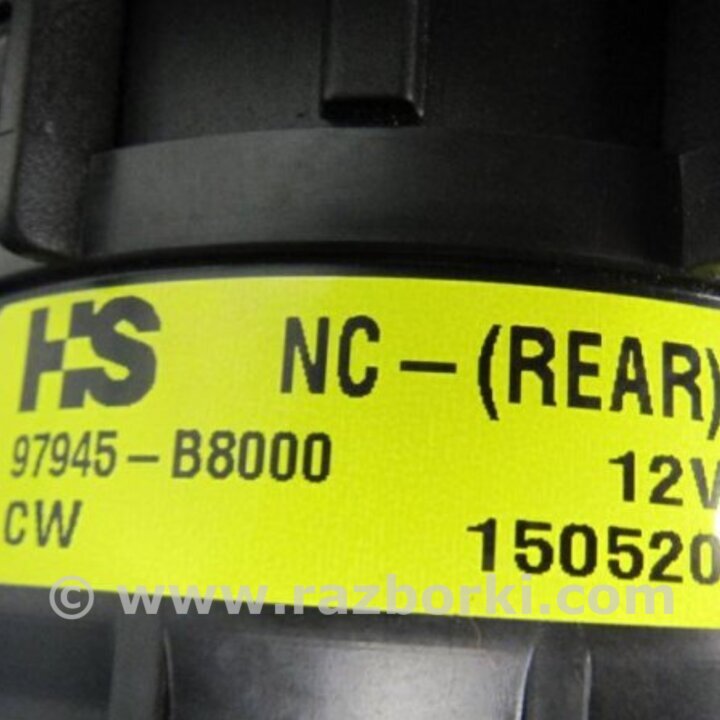 HS NC-(REAR)
97945-B8000 12V
CW 150520
© www.razborki.com